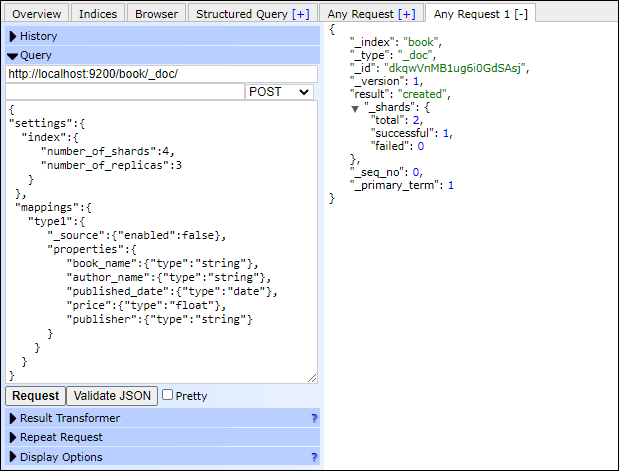 Overview Indices Browser Structured Query [+] Any Request [+] Any Request 1 [-]
History
Query
http://localhost:9200/book/_doc/
POST
{
"settings":{
"index":{
"number_of_shards":4,
"number_of_replicas":3
}
},
"mappings":{
"type1":{
"_source":{"enabled":false},
"properties":{
"book_name":{"type":"string"},
"author_name":{"type":"string"},
"published_date":{"type":"date"},
"price":{"type":"float"},
"publisher":{"type":"string"}
}
}
}
}
Request Validate JSON Pretty
Result Transformer ?
Repeat Request
Display Options ?
{
"_index": "book",
"_type": "_doc",
"_id": "dkqwVnMB1ug6i0GdSAsj",
"_version": 1,
"result": "created",
"_shards": {
"total": 2,
"successful": 1,
"failed": 0
},
"_seq_no": 0,
"_primary_term": 1
}